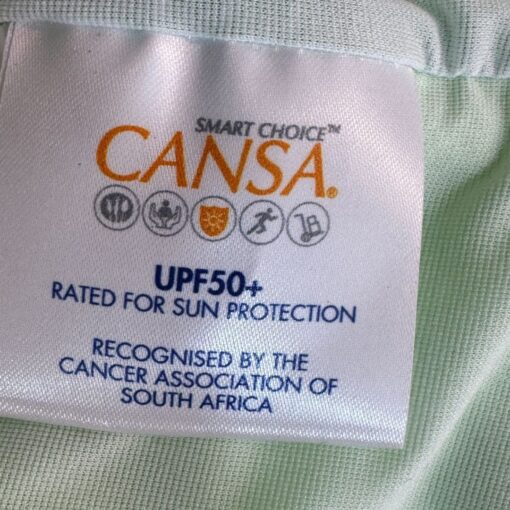 SMART CHOICE™
CANSA®
UPF50+
RATED FOR SUN PROTECTION
RECOGNISED BY THE
CANCER ASSOCIATION OF
SOUTH AFRICA